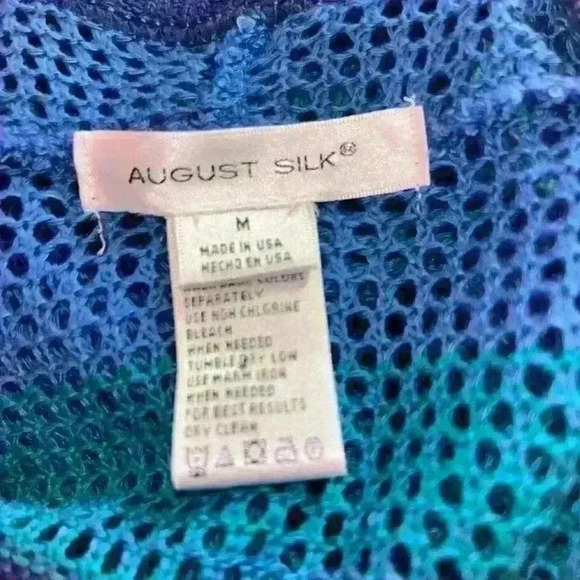 AUGUST SILK®
M
MADE IN USA
HECHO EN USA
COLORS
SEPARATELY
USE NON CHLORINE
BLEACH
WHEN NEEDED
TUMBLE DRY LOW
USE WARM IRON
WHEN NEEDED
FOR BEST RESULTS
DRY CLEAN